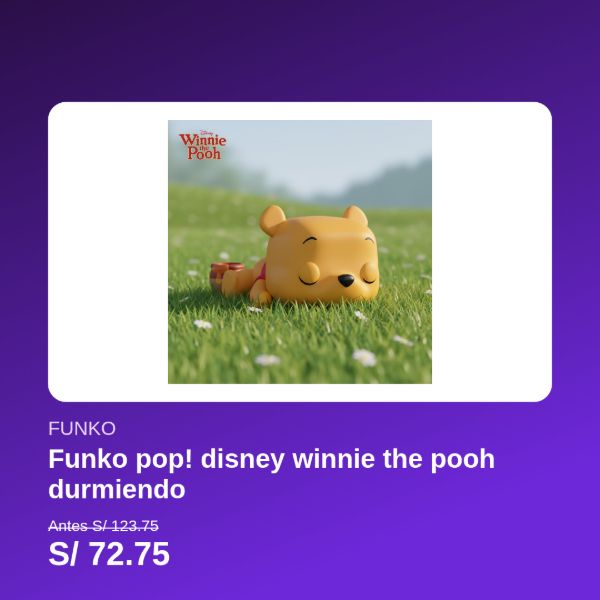 Disney
Winnie
the
Pooh
FUNKO
Funko pop! disney winnie the pooh
durmiendo
Antes S/ 123.75
S/ 72.75